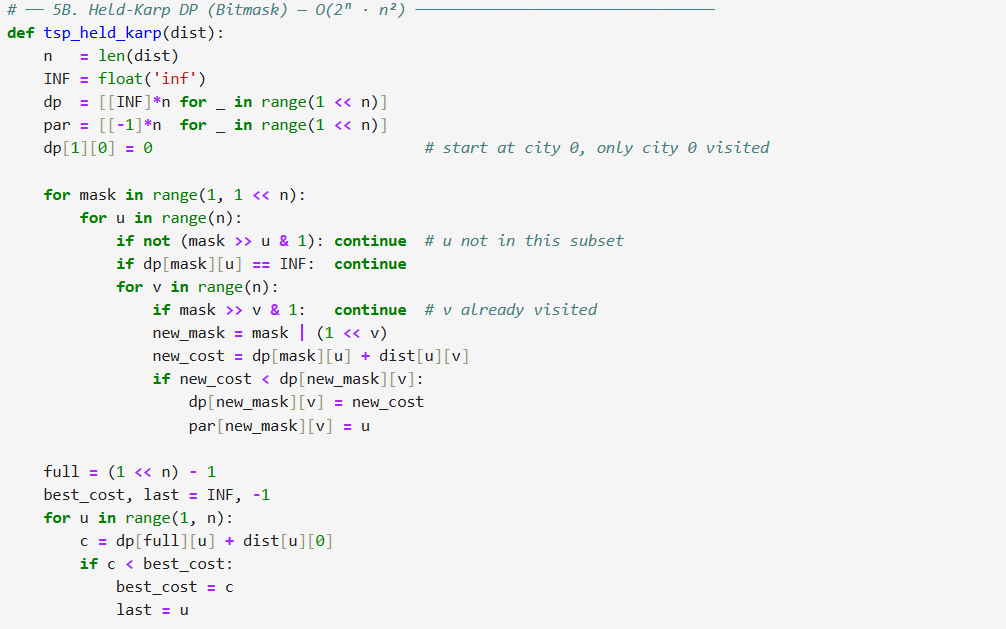 # ── 5B. Held-Karp DP (Bitmask) — O(2ⁿ · n²) ─────────────────────────────────
def tsp_held_karp(dist):
    n   = len(dist)
    INF = float('inf')
    dp  = [[INF]*n for _ in range(1 << n)]
    par = [[-1]*n  for _ in range(1 << n)]
    dp[1][0] = 0                              # start at city 0, only city 0 visited

    for mask in range(1, 1 << n):
        for u in range(n):
            if not (mask >> u & 1): continue  # u not in this subset
            if dp[mask][u] == INF:  continue
            for v in range(n):
                if mask >> v & 1:   continue  # v already visited
                new_mask = mask | (1 << v)
                new_cost = dp[mask][u] + dist[u][v]
                if new_cost < dp[new_mask][v]:
                    dp[new_mask][v] = new_cost
                    par[new_mask][v] = u

    full = (1 << n) - 1
    best_cost, last = INF, -1
    for u in range(1, n):
        c = dp[full][u] + dist[u][0]
        if c < best_cost:
            best_cost = c
            last = u